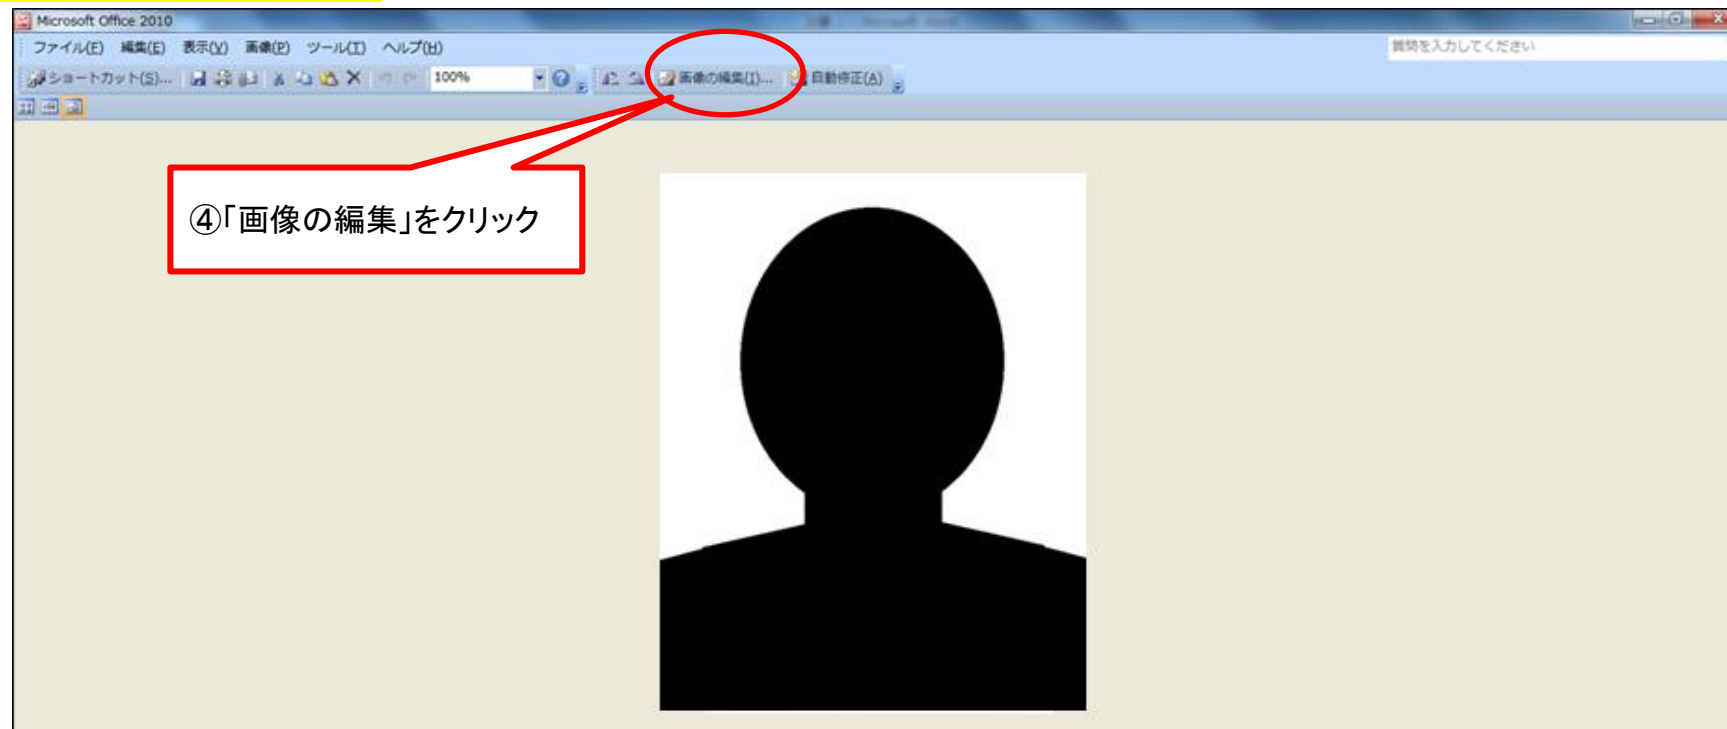 Microsoft Office 2010
ファイル(F) 編集(E) 表示(V) 画像(P) ツール(T) ヘルプ(H)
質問を入力してください
ショートカット(S)... 100% 画像の編集(I)... 自動修正(A)
④「画像の編集」をクリック